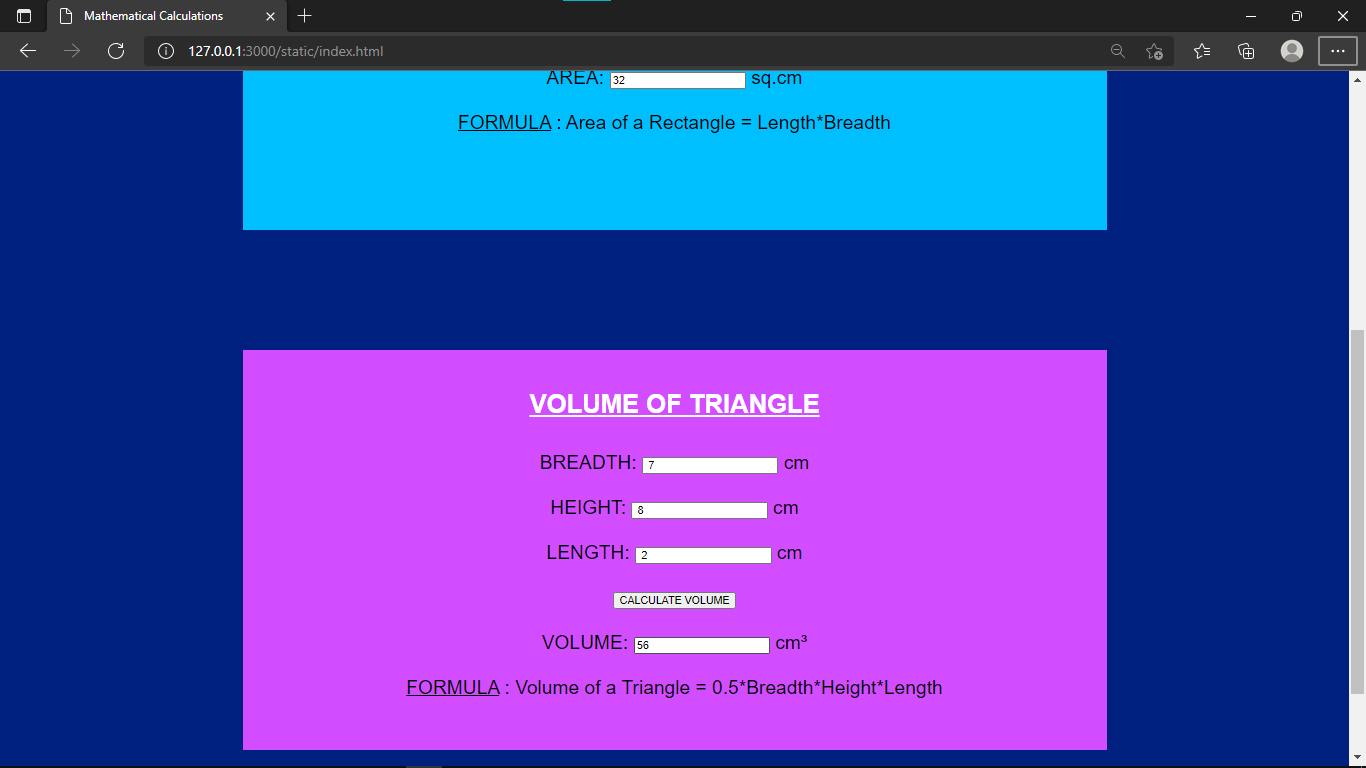 Mathematical Calculations
127.0.0.1:3000/static/index.html
AREA: 32 sq.cm
FORMULA : Area of a Rectangle = Length*Breadth
VOLUME OF TRIANGLE
BREADTH: 7 cm
HEIGHT: 8 cm
LENGTH: 2 cm
CALCULATE VOLUME
VOLUME: 56 cm³
FORMULA : Volume of a Triangle = 0.5*Breadth*Height*Length